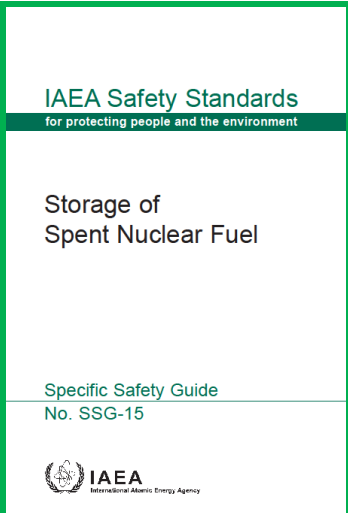 IAEA Safety Standards
for protecting people and the environment
Storage of
Spent Nuclear Fuel
Specific Safety Guide
No. SSG-15
IAEA
International Atomic Energy Agency